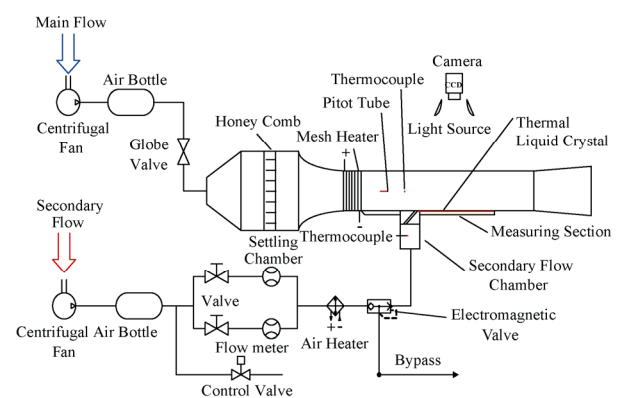 Main Flow
Air Bottle
Centrifugal
Fan
Globe
Valve
Honey Comb
Mesh Heater
+
-
Pitot Tube
Thermocouple
Camera
CCD
Light Source
Thermal
Liquid Crystal
Settling
Chamber
Thermocouple
Measuring Section
Secondary Flow
Chamber
Secondary
Flow
Centrifugal
Fan
Air Bottle
Valve
Flow meter
+ -
Air Heater
Electromagnetic
Valve
Bypass
Control Valve